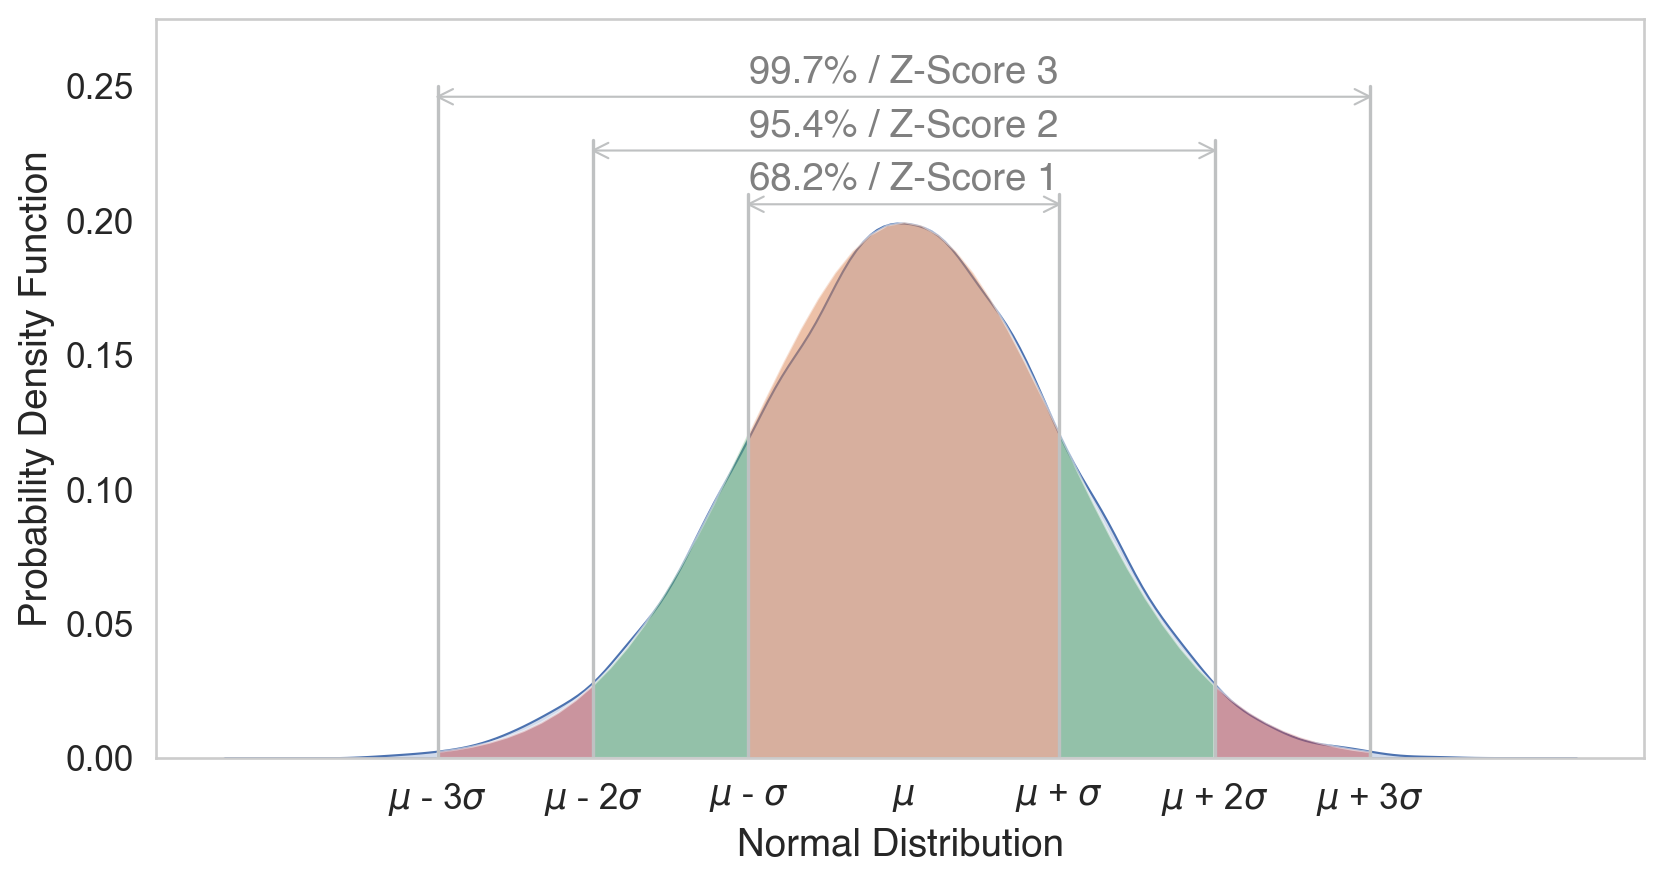 99.7% / Z-Score 3
95.4% / Z-Score 2
68.2% / Z-Score 1
0.25
0.20
0.15
0.10
0.05
0.00
Probability Density Function
μ - 3σ μ - 2σ μ - σ μ μ + σ μ + 2σ μ + 3σ
Normal Distribution